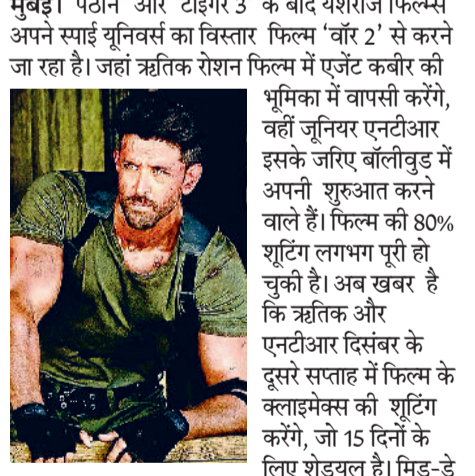 मुंबई। 'पठान' और 'टाइगर 3' के बाद यशराज फिल्म्स
अपने स्पाई यूनिवर्स का विस्तार फिल्म ‘वॉर 2’ से करने
जा रहा है। जहां ऋतिक रोशन फिल्म में एजेंट कबीर की
भूमिका में वापसी करेंगे,
वहीं जूनियर एनटीआर
इसके जरिए बॉलीवुड में
अपनी शुरुआत करने
वाले हैं। फिल्म की 80%
शूटिंग लगभग पूरी हो
चुकी है। अब खबर है
कि ऋतिक और
एनटीआर दिसंबर के
दूसरे सप्ताह में फिल्म के
क्लाइमेक्स की शूटिंग
करेंगे, जो 15 दिनों के
लिए शेड्यूल है। मिड-डे